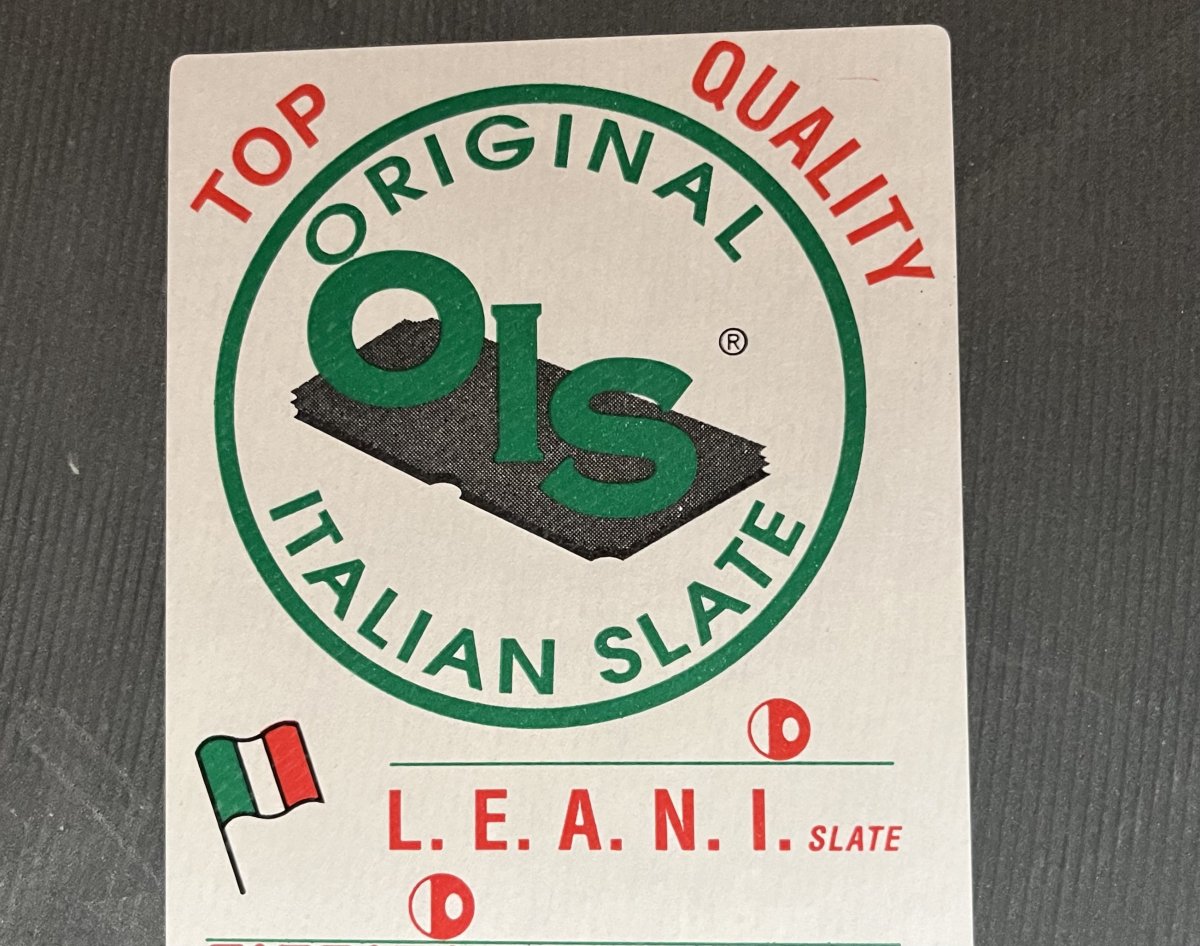 TOP QUALITY
ORIGINAL
OIS
®
ITALIAN SLATE
L. E. A. N. I. SLATE